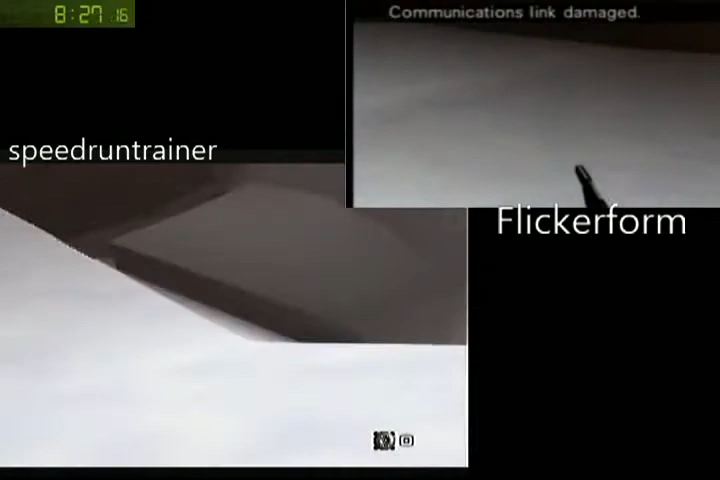 8:27.16
Communications link damaged.
speedruntrainer
Flickerform